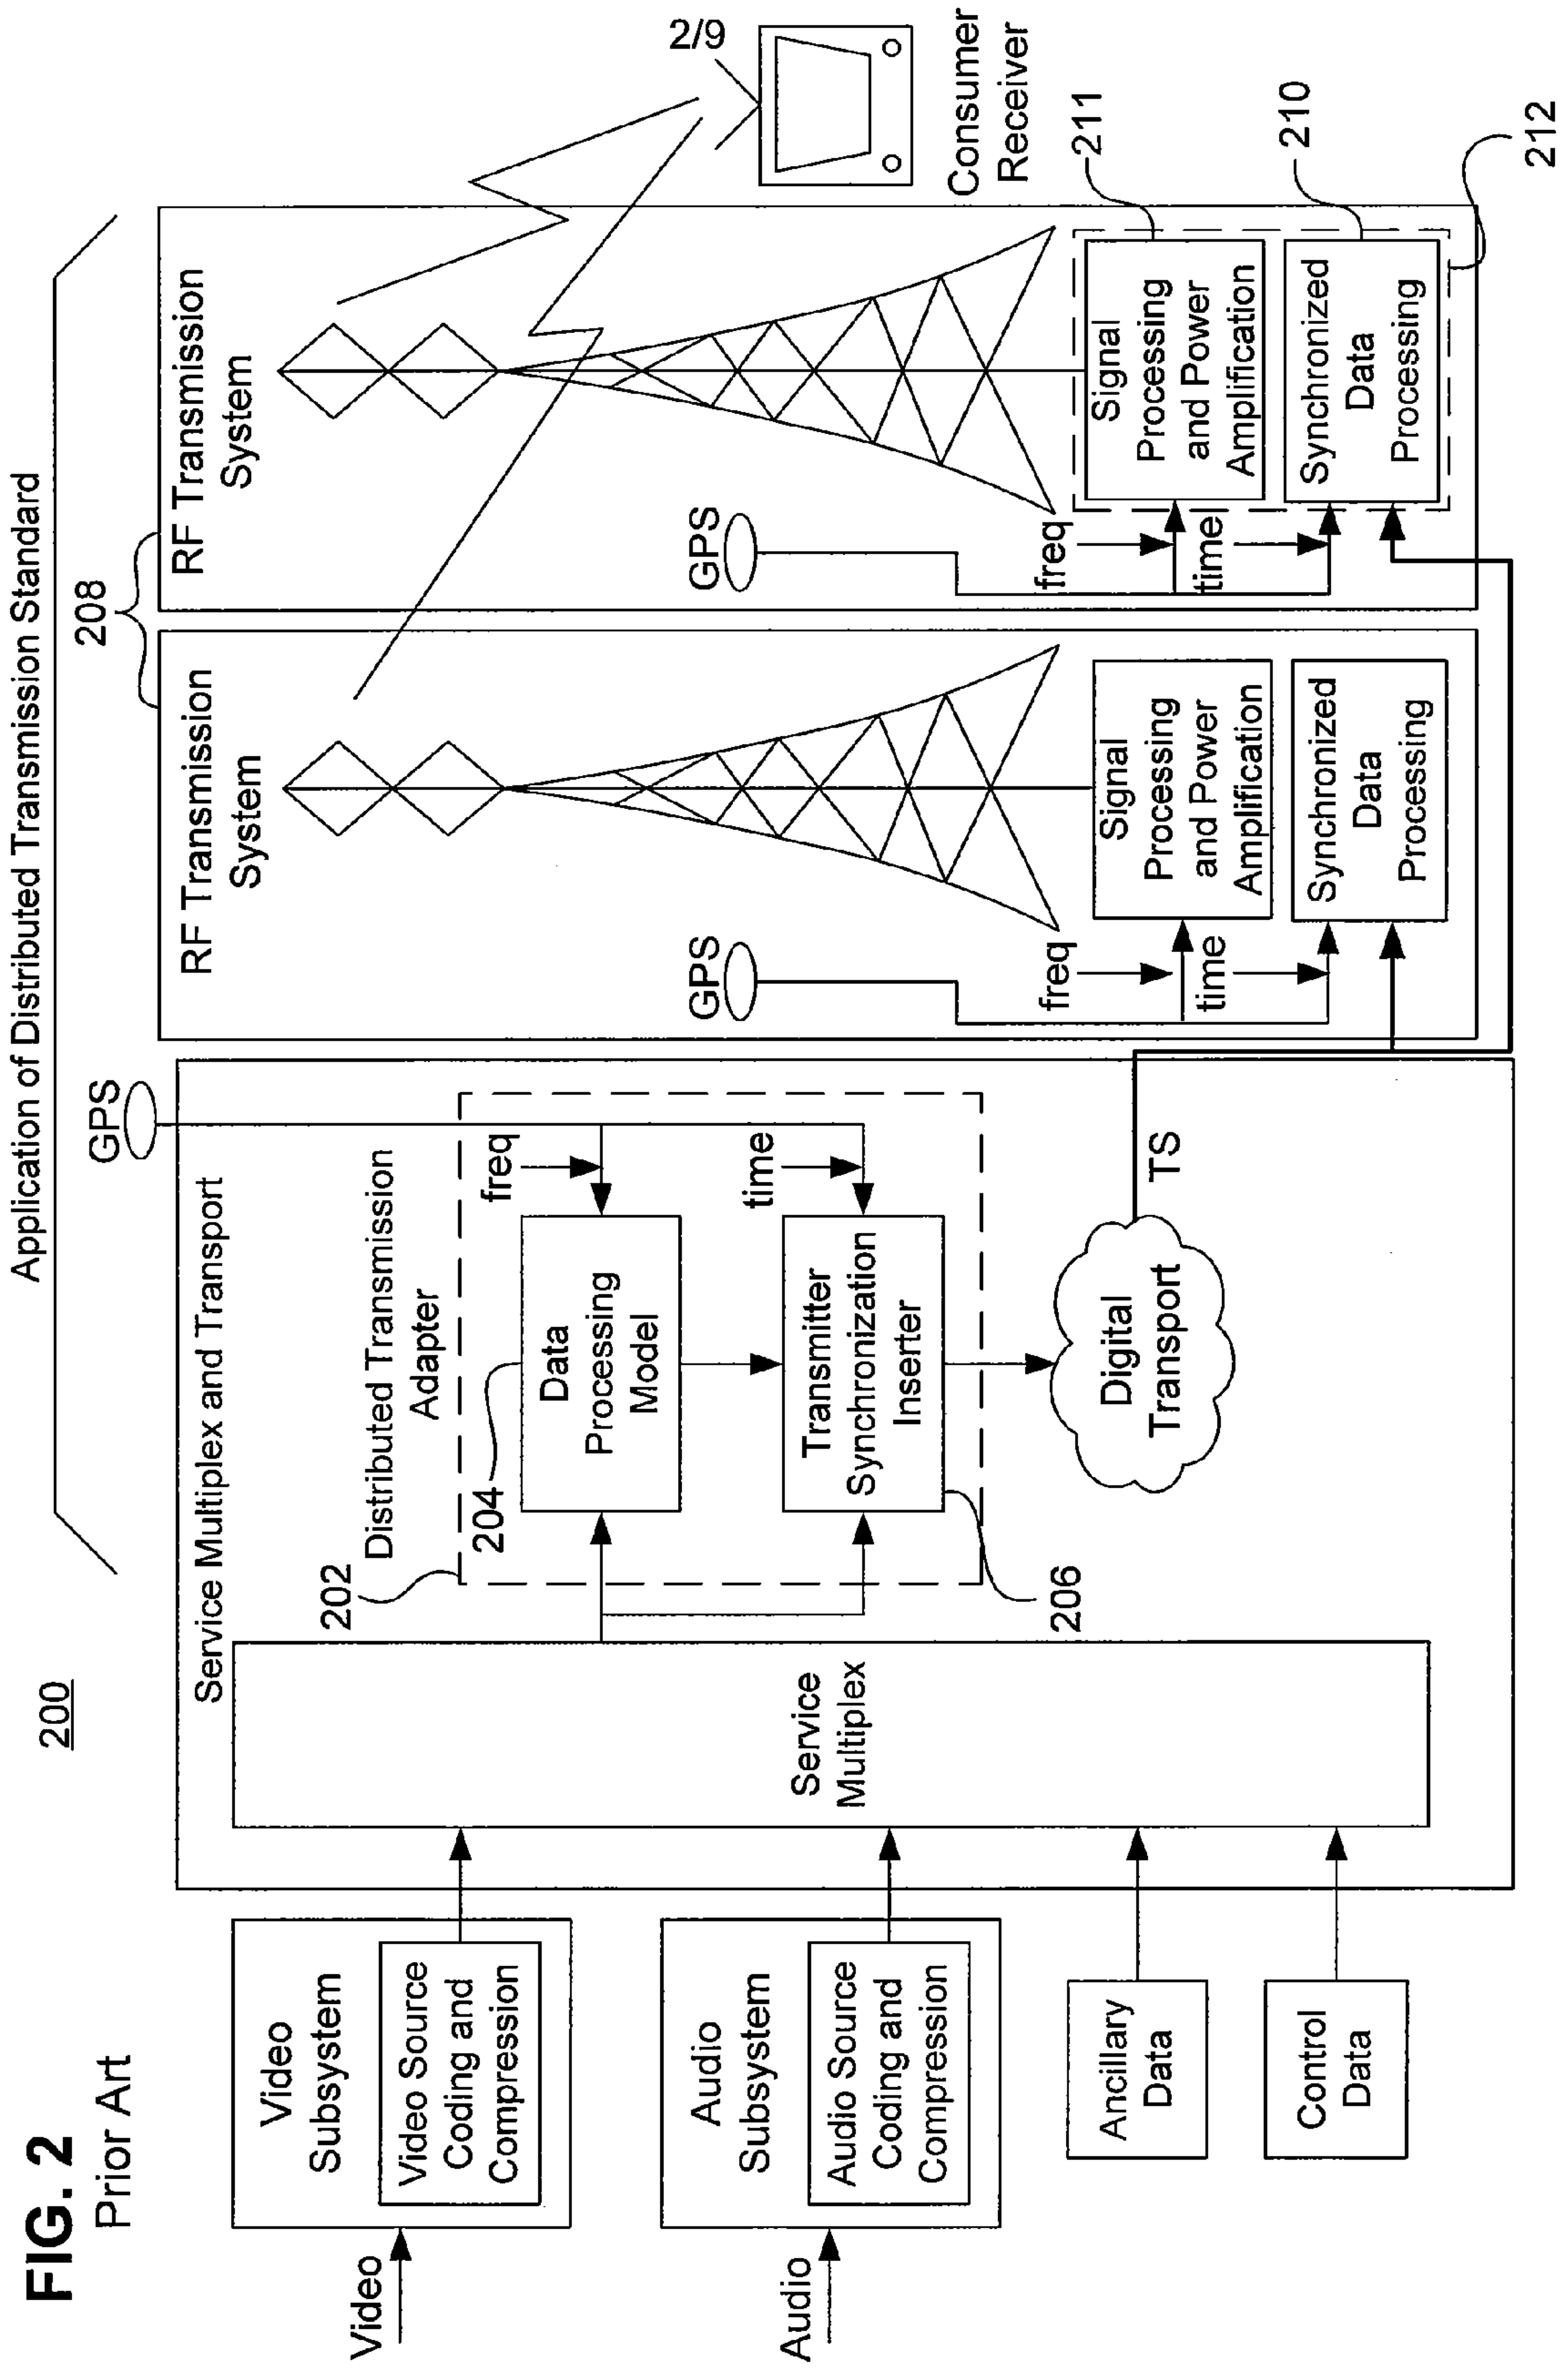 FIG. 2
Prior Art
200
Application of Distributed Transmission Standard
Video
Video
Subsystem
Video Source
Coding and
Compression
Audio
Audio
Subsystem
Audio Source
Coding and
Compression
Ancillary
Data
Control
Data
Service Multiplex and Transport
Service
Multiplex
GPS
202
Distributed Transmission
Adapter
204
freq
Data
Processing
Model
time
Transmitter
Synchronization
Inserter
206
Digital
Transport
TS
208
RF Transmission
System
GPS
freq
Signal
Processing
and Power
Amplification
time
Synchronized
Data
Processing
RF Transmission
System
GPS
freq
Signal
Processing
and Power
Amplification
time
Synchronized
Data
Processing
2/9
Consumer
Receiver
211
210
212